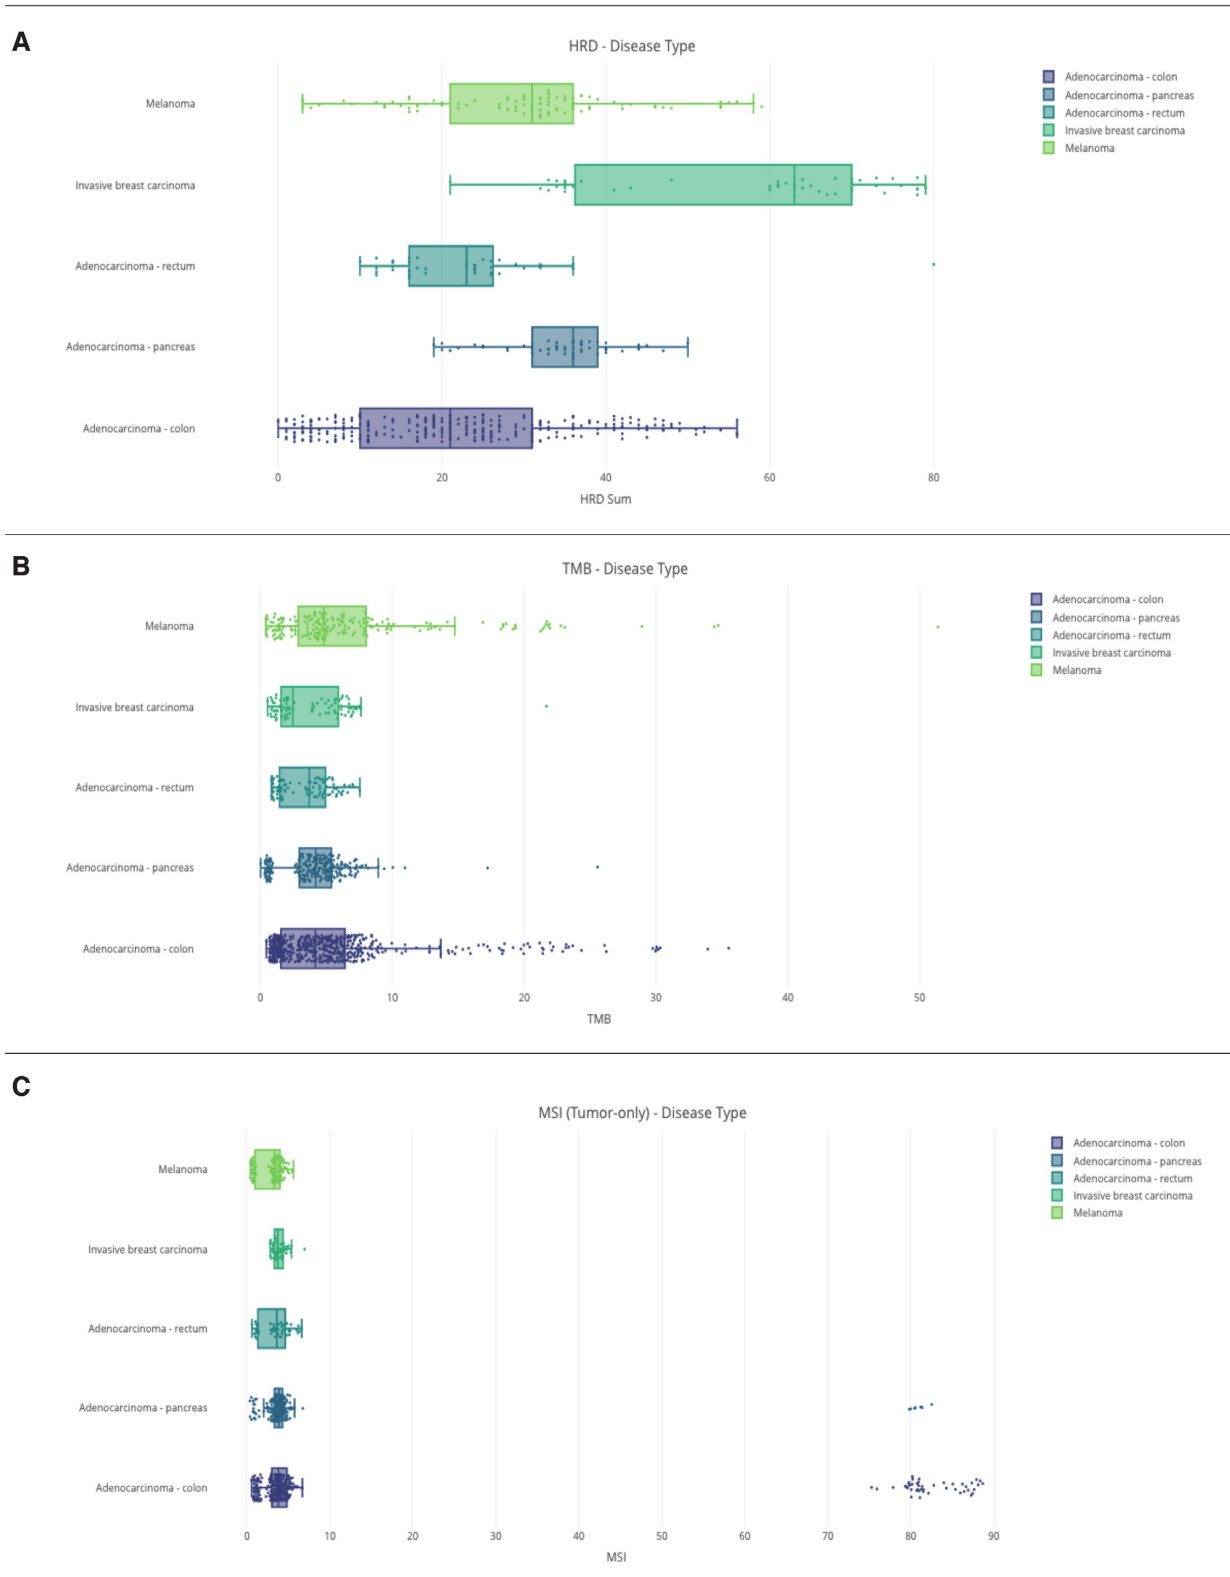 A
HRD - Disease Type
Adenocarcinoma - colon
Adenocarcinoma - pancreas
Adenocarcinoma - rectum
Invasive breast carcinoma
Melanoma
Melanoma
Invasive breast carcinoma
Adenocarcinoma - rectum
Adenocarcinoma - pancreas
Adenocarcinoma - colon
0 20 40 60 80
HRD Sum
B
TMB - Disease Type
Adenocarcinoma - colon
Adenocarcinoma - pancreas
Adenocarcinoma - rectum
Invasive breast carcinoma
Melanoma
Melanoma
Invasive breast carcinoma
Adenocarcinoma - rectum
Adenocarcinoma - pancreas
Adenocarcinoma - colon
0 10 20 30 40 50
TMB
C
MSI (Tumor-only) - Disease Type
Adenocarcinoma - colon
Adenocarcinoma - pancreas
Adenocarcinoma - rectum
Invasive breast carcinoma
Melanoma
Melanoma
Invasive breast carcinoma
Adenocarcinoma - rectum
Adenocarcinoma - pancreas
Adenocarcinoma - colon
0 10 20 30 40 50 60 70 80 90
MSI